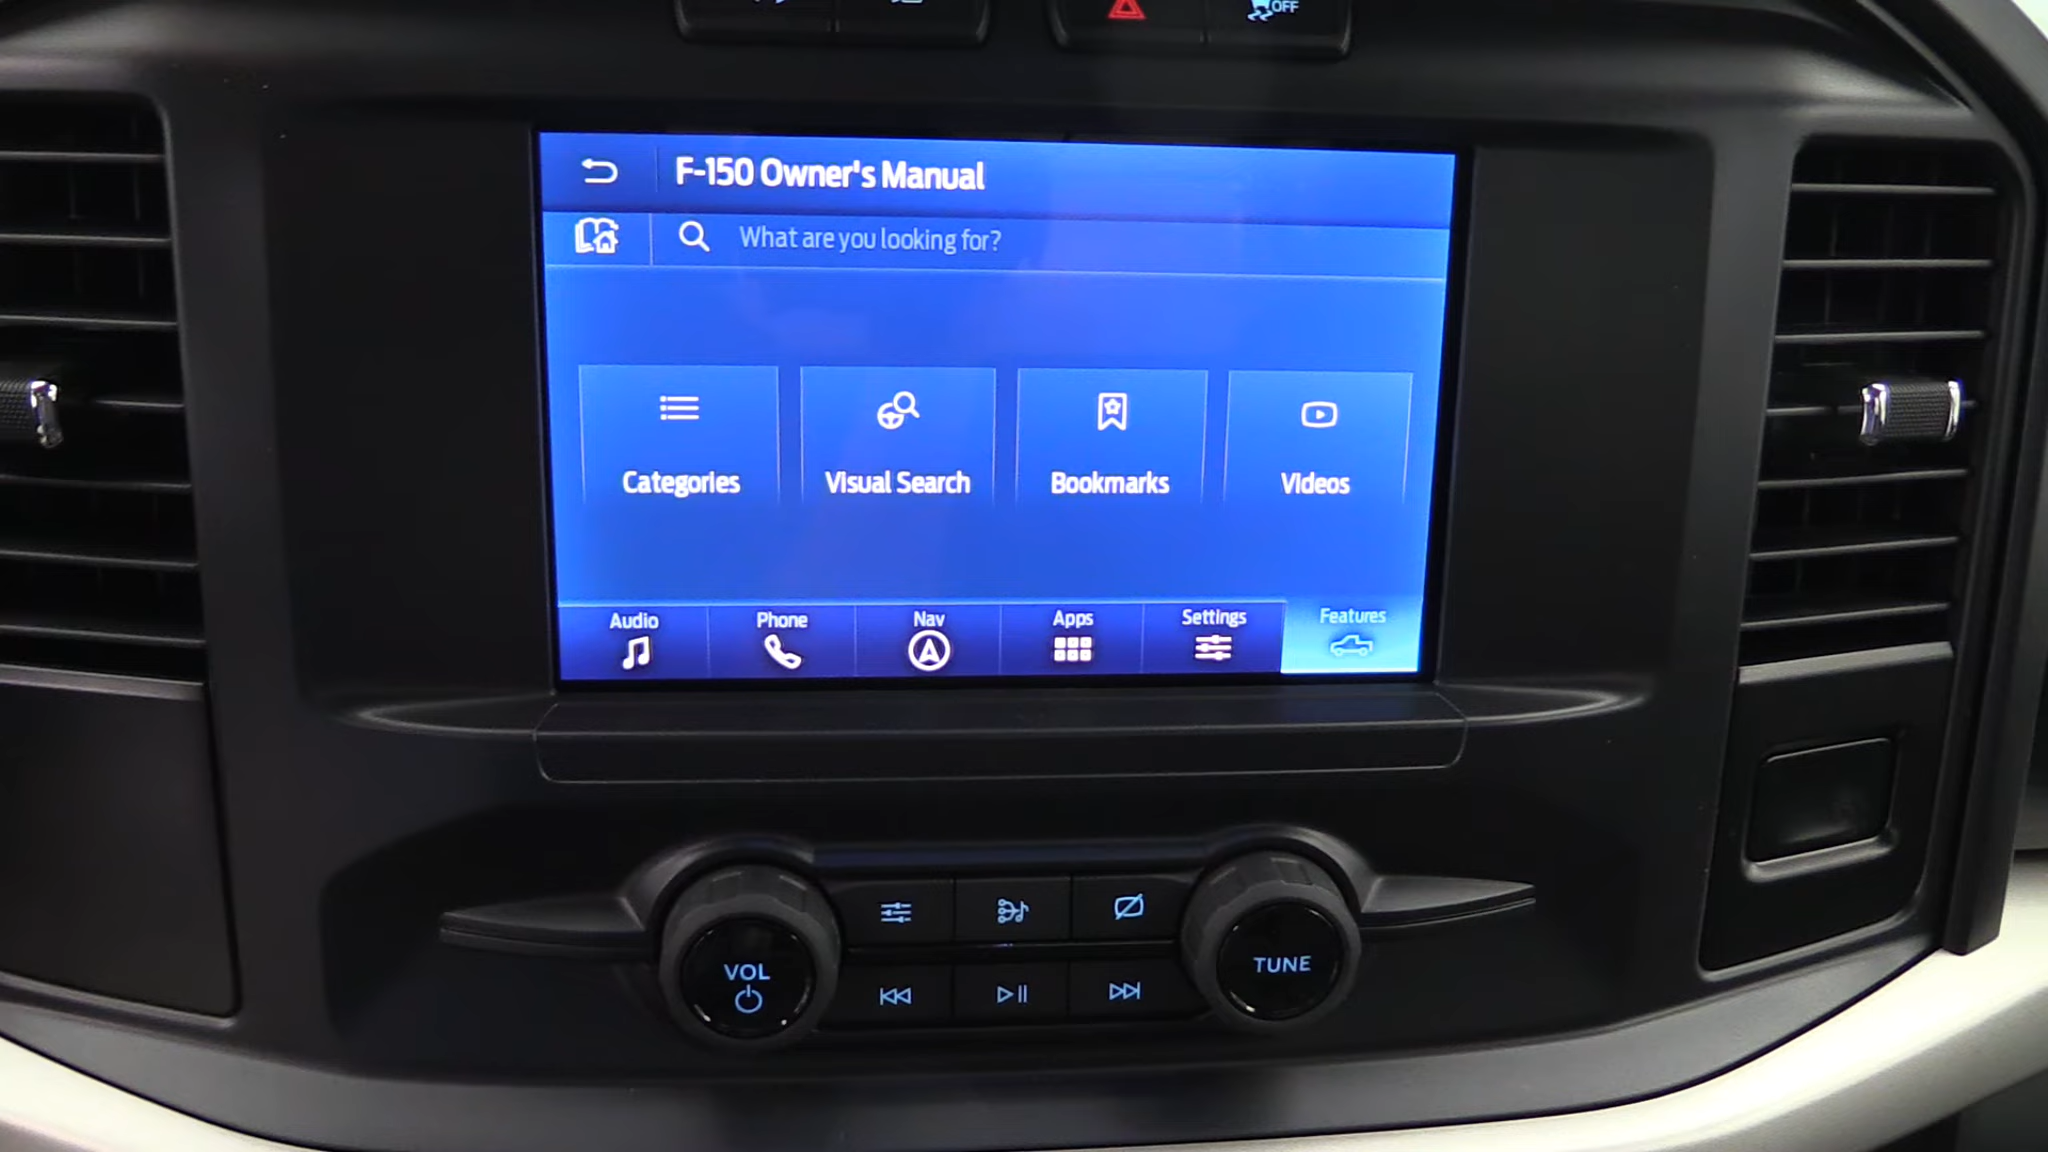 OFF
F-150 Owner's Manual
What are you looking for?
Categories
Visual Search
Bookmarks
Videos
Audio
Phone
Nav
Apps
Settings
Features
VOL
TUNE